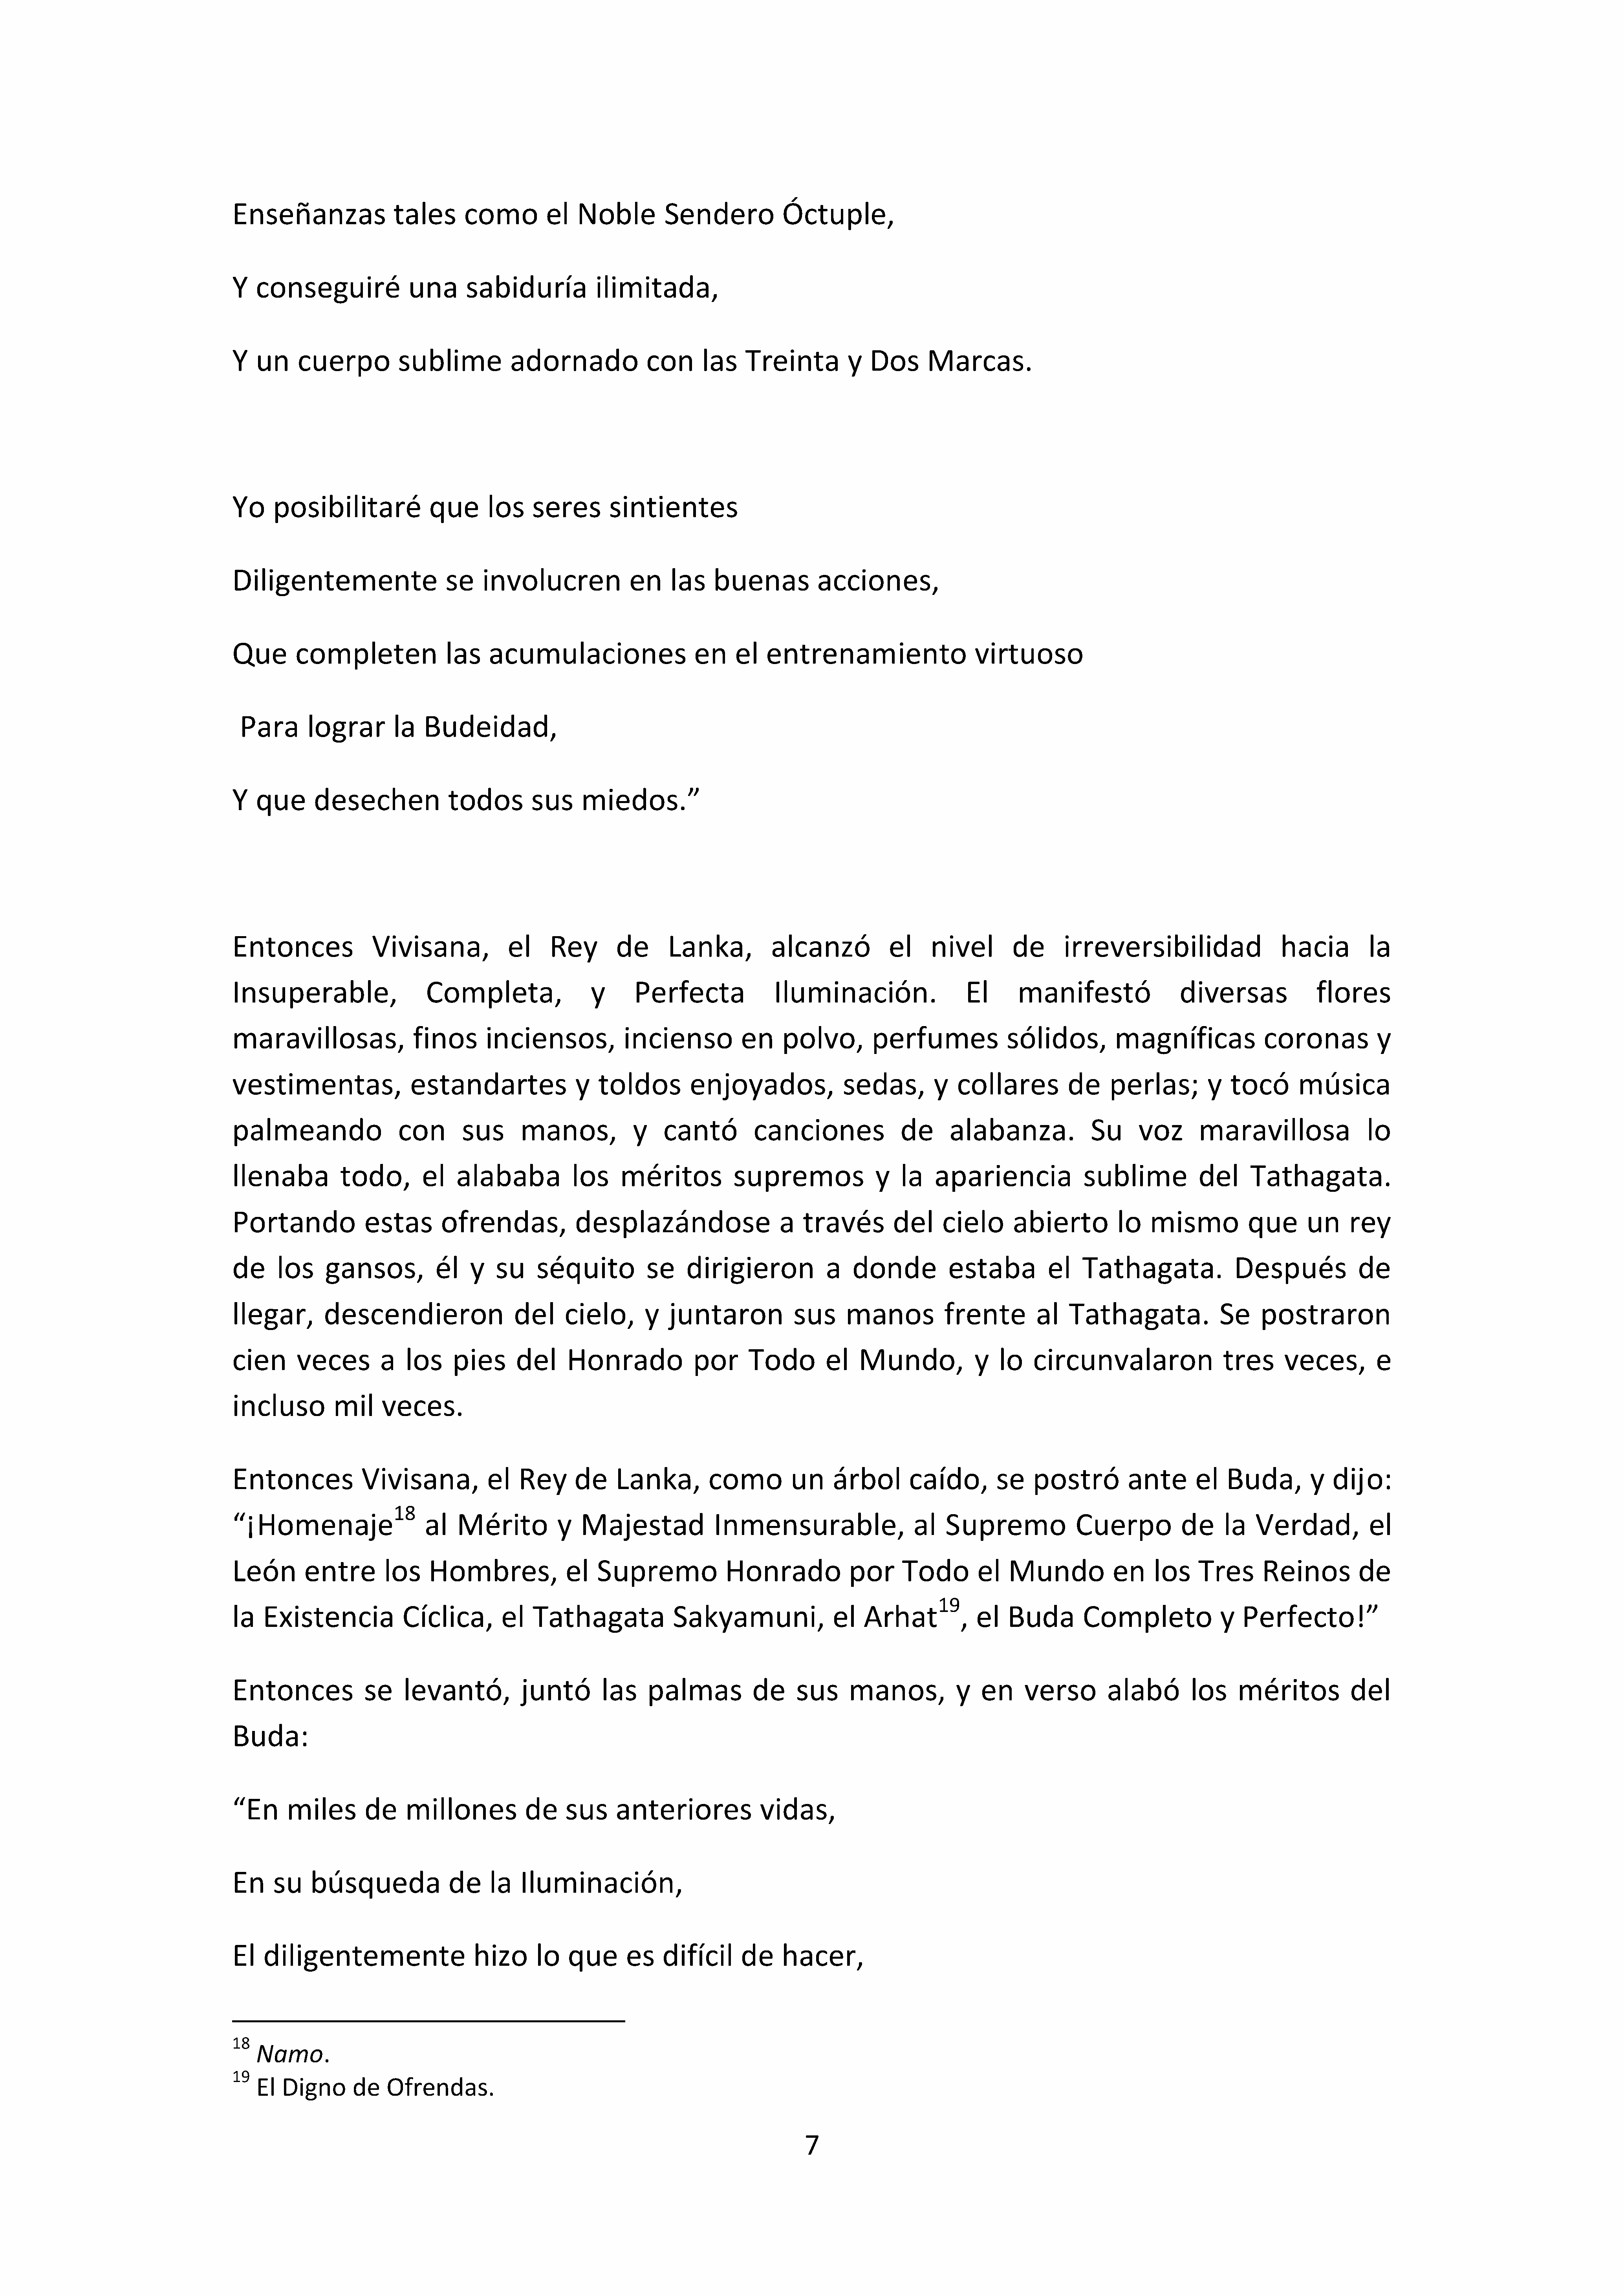 Enseñanzas tales como el Noble Sendero Óctuple,
Y conseguiré una sabiduría ilimitada,
Y un cuerpo sublime adornado con las Treinta y Dos Marcas.
Yo posibilitaré que los seres sintientes
Diligentemente se involucren en las buenas acciones,
Que completen las acumulaciones en el entrenamiento virtuoso
Para lograr la Budeidad,
Y que desechen todos sus miedos.”
Entonces Vivisana, el Rey de Lanka, alcanzó el nivel de irreversibilidad hacia la
Insuperable, Completa, y Perfecta Iluminación. El manifestó diversas flores
maravillosas, finos inciensos, incienso en polvo, perfumes sólidos, magníficas coronas y
vestimentas, estandartes y toldos enjoyados, sedas, y collares de perlas; y tocó música
palmeando con sus manos, y cantó canciones de alabanza. Su voz maravillosa lo
llenaba todo, el alababa los méritos supremos y la apariencia sublime del Tathagata.
Portando estas ofrendas, desplazándose a través del cielo abierto lo mismo que un rey
de los gansos, él y su séquito se dirigieron a donde estaba el Tathagata. Después de
llegar, descendieron del cielo, y juntaron sus manos frente al Tathagata. Se postraron
cien veces a los pies del Honrado por Todo el Mundo, y lo circunvalaron tres veces, e
incluso mil veces.
Entonces Vivisana, el Rey de Lanka, como un árbol caído, se postró ante el Buda, y dijo:
“¡Homenaje18 al Mérito y Majestad Inmensurable, al Supremo Cuerpo de la Verdad, el
León entre los Hombres, el Supremo Honrado por Todo el Mundo en los Tres Reinos de
la Existencia Cíclica, el Tathagata Sakyamuni, el Arhat19, el Buda Completo y Perfecto!”
Entonces se levantó, juntó las palmas de sus manos, y en verso alabó los méritos del
Buda:
“En miles de millones de sus anteriores vidas,
En su búsqueda de la Iluminación,
El diligentemente hizo lo que es difícil de hacer,
18 Namo.
19 El Digno de Ofrendas.
7